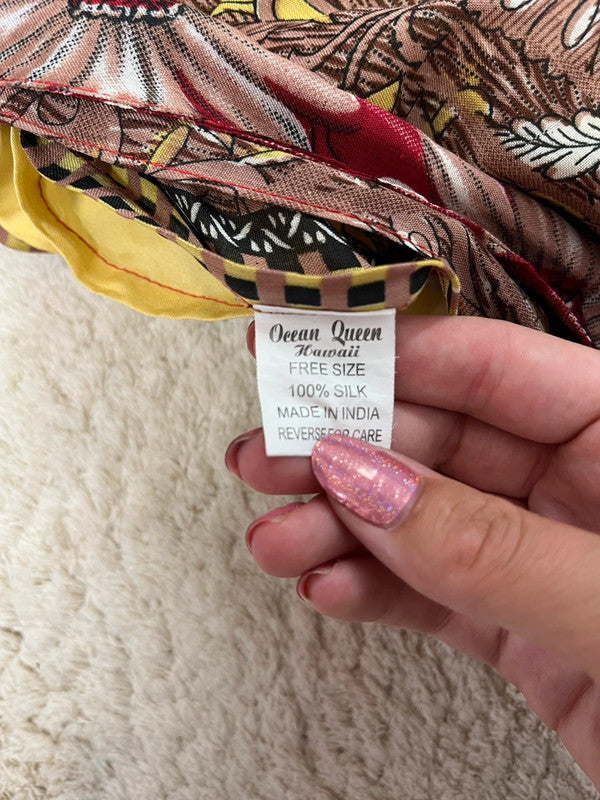 Ocean Queen
Hawaii
FREE SIZE
100% SILK
MADE IN INDIA
REVERSE FOR CARE